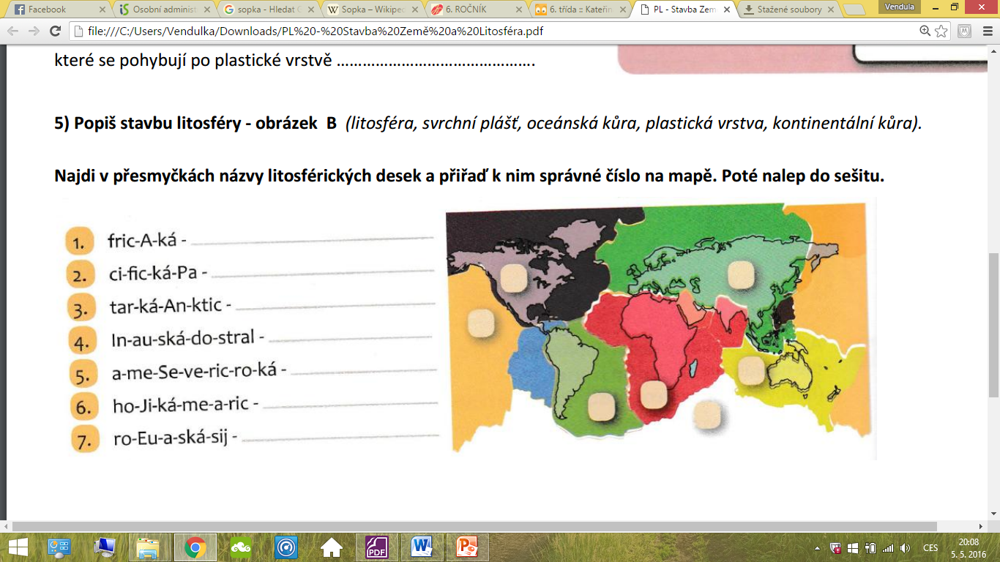 Facebook
Osobní administ
sopka - Hledat
Sopka – Wikipe
6. ROČNÍK
6. třída :: Kateřin
PL - Stavba Zem
Stažené soubory
Vendula
file:///C:/Users/Vendulka/Downloads/PL%20-%20Stavba%20Země%20a%20Litosféra.pdf
které se pohybují po plastické vrstvě ……………………………………….
5) Popiš stavbu litosféry - obrázek B (litosféra, svrchní plášť, oceánská kůra, plastická vrstva, kontinentální kůra).
Najdi v přesmyčkách názvy litosférických desek a přiřaď k nim správné číslo na mapě. Poté nalep do sešitu.
1. fric-A-ká -
2. ci-fic-ká-Pa -
3. tar-ká-An-ktic -
4. In-au-ská-do-stral -
5. a-me-Se-ve-ric-ro-ká -
6. ho-Ji-ká-me-a-ric -
7. ro-Eu-a-ská-sij -
PDF
CES
20:08
5. 5. 2016